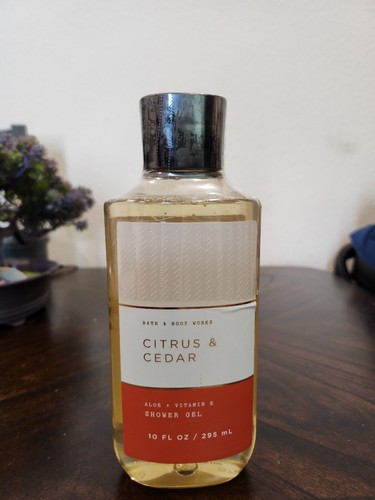 BATH & BODY WORKS
CITRUS &
CEDAR
ALOE + VITAMIN E
SHOWER GEL
10 FL OZ / 295 mL